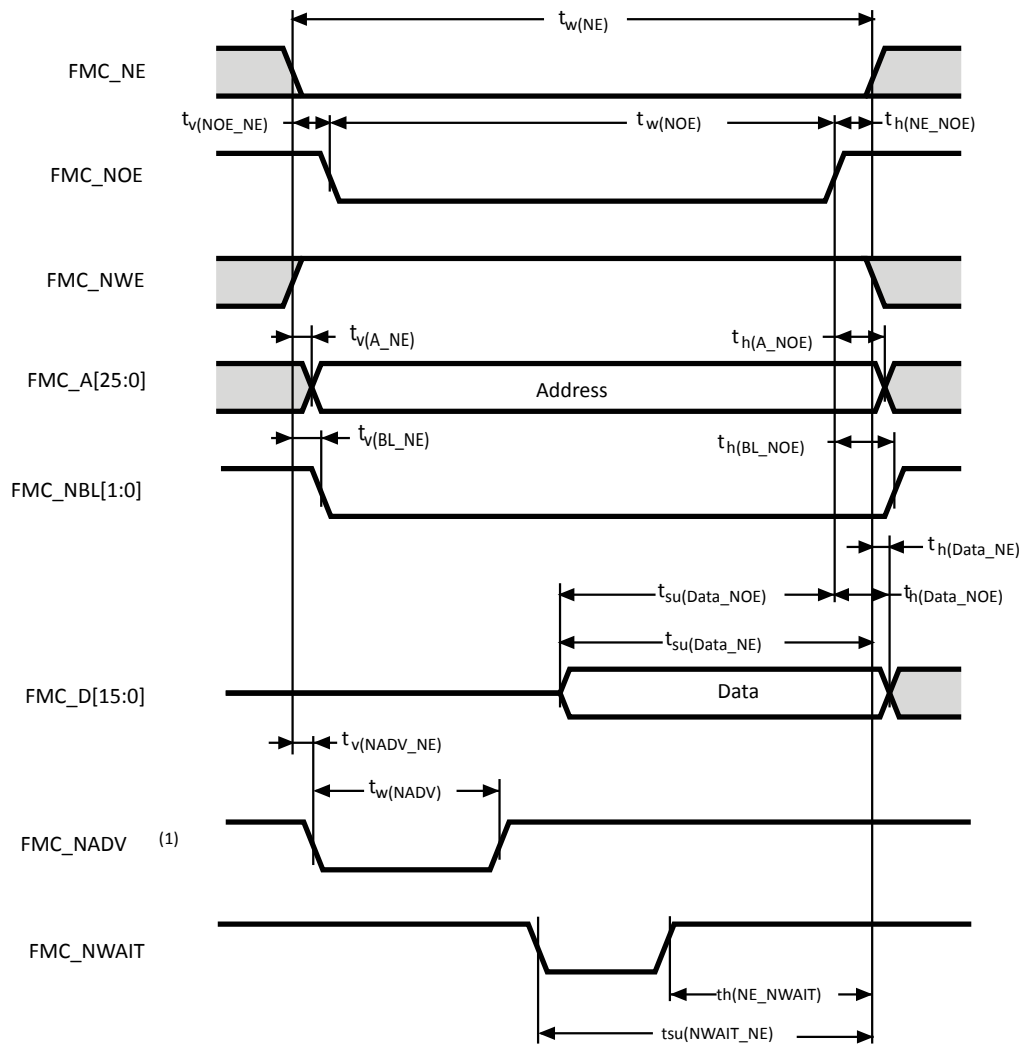 tw(NE)
FMC_NE
tv(NOE_NE)
tw(NOE)
th(NE_NOE)
FMC_NOE
FMC_NWE
tv(A_NE)
th(A_NOE)
FMC_A[25:0]
Address
tv(BL_NE)
th(BL_NOE)
FMC_NBL[1:0]
th(Data_NE)
tsu(Data_NOE)
th(Data_NOE)
tsu(Data_NE)
FMC_D[15:0]
Data
tv(NADV_NE)
tw(NADV)
FMC_NADV (1)
FMC_NWAIT
th(NE_NWAIT)
tsu(NWAIT_NE)